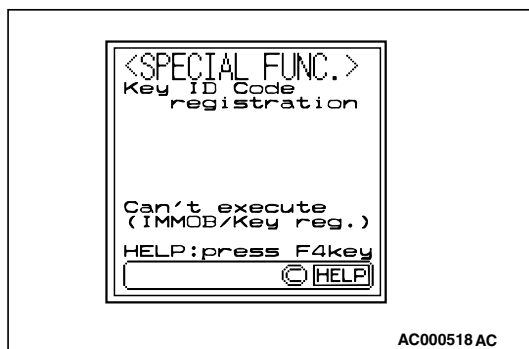 <SPECIAL FUNC.>
Key ID Code
registration
Can't execute
(IMMOB/Key reg.)
HELP:press F4key
Ⓒ HELP
AC000518 AC